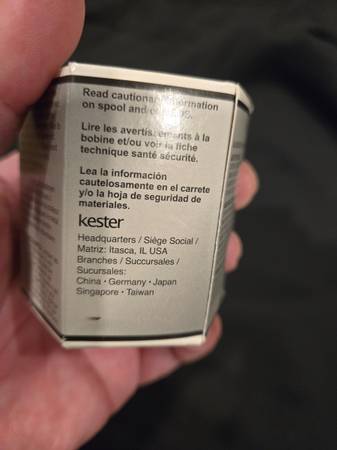 Read cautionary information
on spool and/or
Lire les avertissements à la
bobine et/ou voir la fiche
technique santé sécurité.
Lea la información
cautelosamente en el carrete
y/o la hoja de seguridad de
materiales.
kester
Headquarters / Siège Social /
Matriz: Itasca, IL USA
Branches / Succursales /
Sucursales:
China • Germany • Japan
Singapore • Taiwan